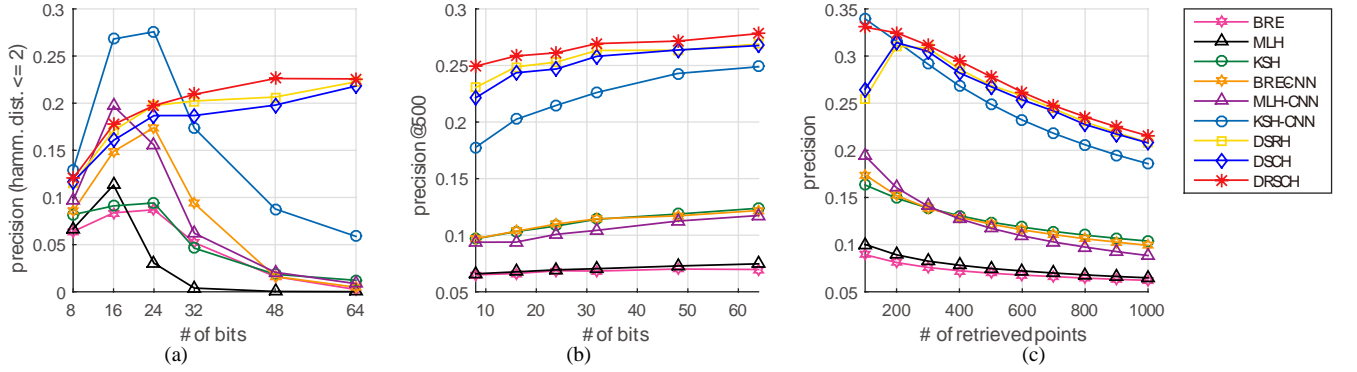 precision (hamm. dist. <= 2)
0.3
0.25
0.2
0.15
0.1
0.05
0
8 16 24 32 48 64
# of bits
(a)
precision @500
0.3
0.25
0.2
0.15
0.1
0.05
10 20 30 40 50 60
# of bits
(b)
precision
0.35
0.3
0.25
0.2
0.15
0.1
0.05
200 400 600 800 1000
# of retrieved points
(c)
BRE
MLH
KSH
BRECNN
MLH-CNN
KSH-CNN
DSRH
DSCH
DRSCH